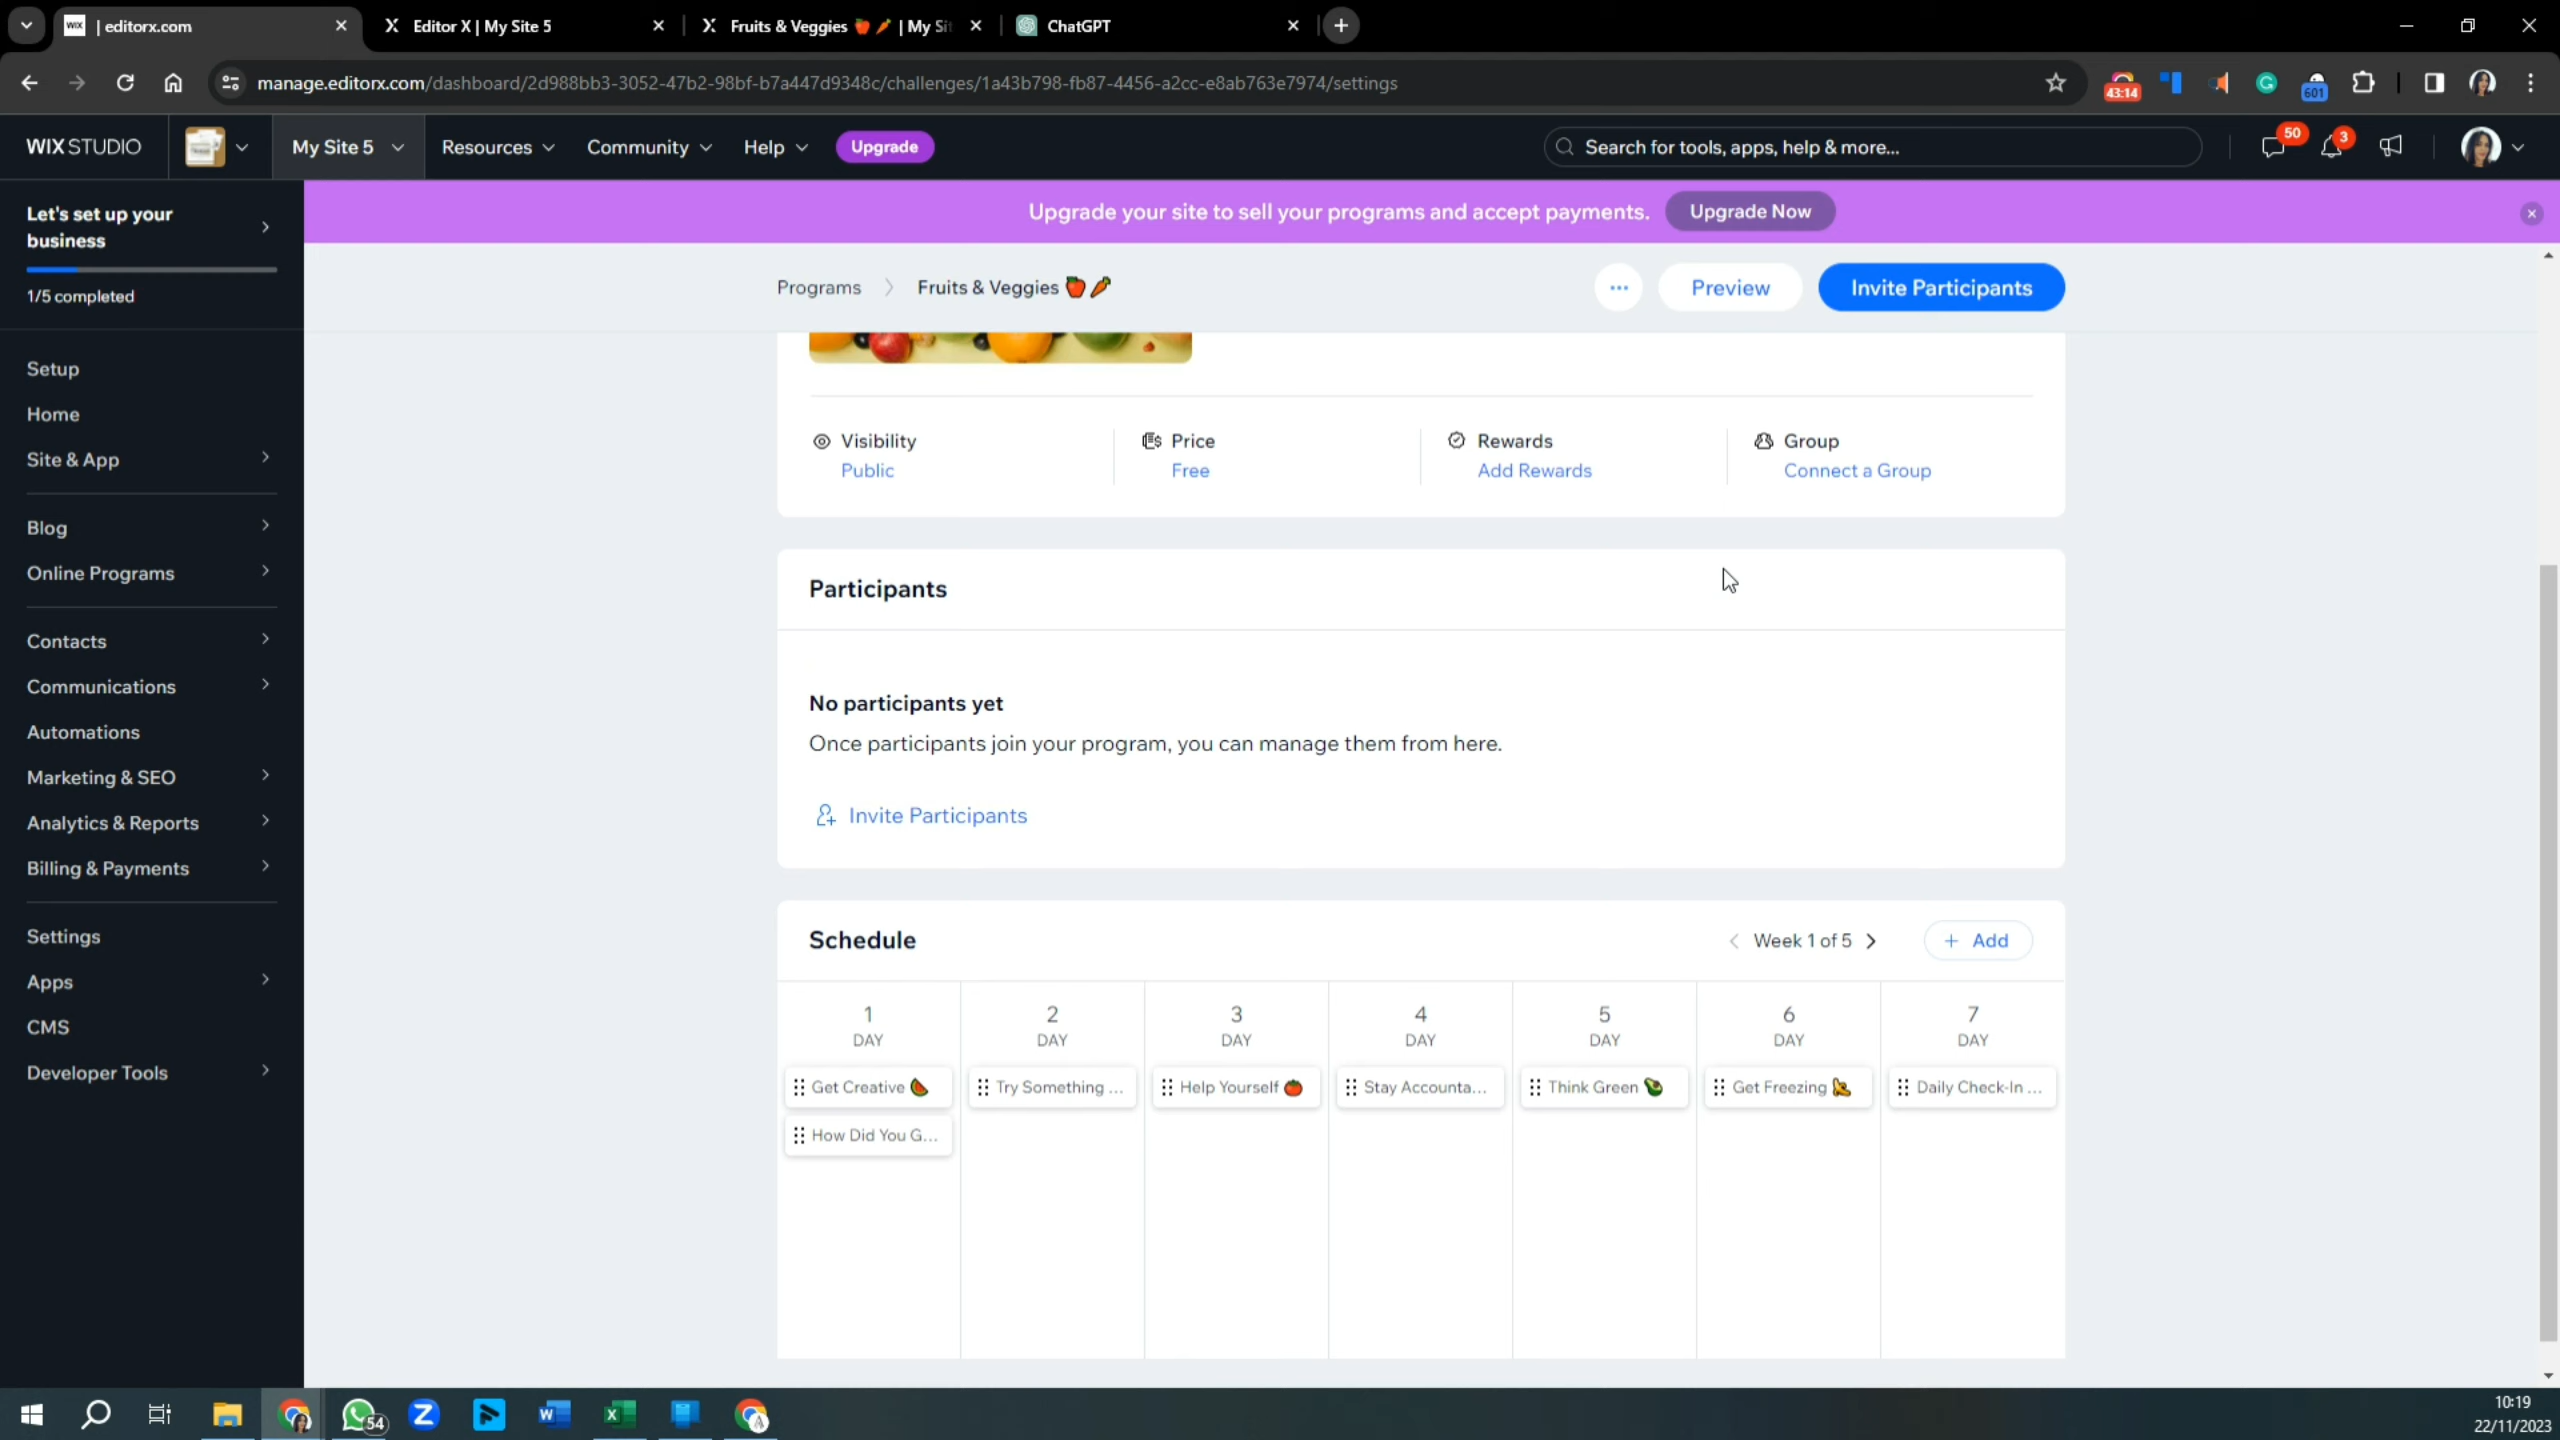 | editorx.com
Editor X | My Site 5
Fruits & Veggies 🍎🥕 | My Sit
ChatGPT
manage.editorx.com/dashboard/2d988bb3-3052-47b2-98bf-b7a447d9348c/challenges/1a43b798-fb87-4456-a2cc-e8ab763e7974/settings
43:14
601
WIX STUDIO
My Site 5
Resources
Community
Help
Upgrade
Search for tools, apps, help & more...
50
3
Let's set up your
business
1/5 completed
Upgrade your site to sell your programs and accept payments.
Upgrade Now
Programs
Fruits & Veggies 🍎🥕
Preview
Invite Participants
Setup
Home
Site & App
Blog
Online Programs
Contacts
Communications
Automations
Marketing & SEO
Analytics & Reports
Billing & Payments
Settings
Apps
CMS
Developer Tools
Visibility
Public
Price
Free
Rewards
Add Rewards
Group
Connect a Group
Participants
No participants yet
Once participants join your program, you can manage them from here.
Invite Participants
Schedule
Week 1 of 5
+ Add
1
DAY
2
DAY
3
DAY
4
DAY
5
DAY
6
DAY
7
DAY
Get Creative 🍉
Try Something ...
Help Yourself 🍅
Stay Accounta...
Think Green 🥑
Get Freezing 🍌
Daily Check-In ...
How Did You G...
54
10:19
22/11/2023